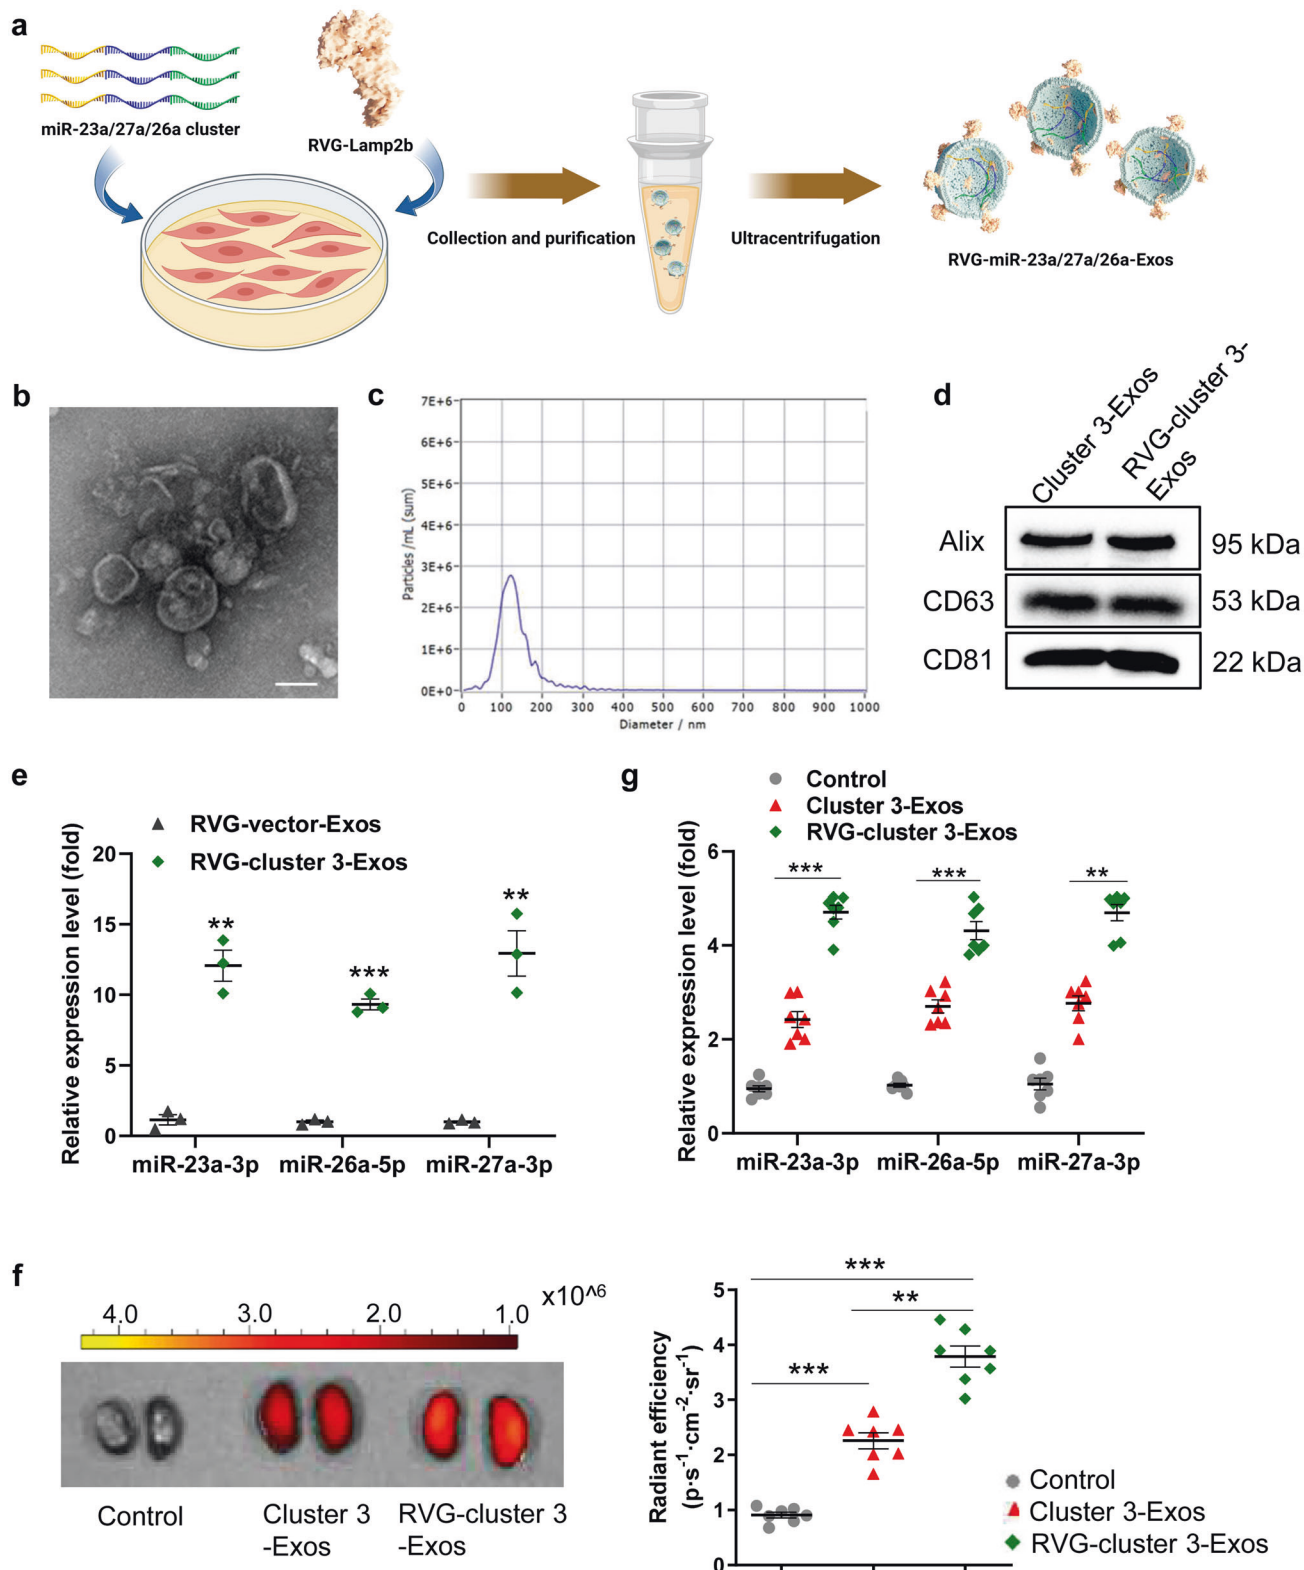 a
miR-23a/27a/26a cluster
RVG-Lamp2b
Collection and purification
Ultracentrifugation
RVG-miR-23a/27a/26a-Exos
b
c
Particles /mL (sum)
7E+6
6E+6
5E+6
4E+6
3E+6
2E+6
1E+6
0E+0
0 100 200 300 400 500 600 700 800 900 1000
Diameter / nm
d
Cluster 3-Exos
RVG-cluster 3-
Exos
Alix 95 kDa
CD63 53 kDa
CD81 22 kDa
e
RVG-vector-Exos
RVG-cluster 3-Exos
Relative expression level (fold)
20
15
10
5
0
**
***
**
miR-23a-3p miR-26a-5p miR-27a-3p
g
Control
Cluster 3-Exos
RVG-cluster 3-Exos
Relative expression level (fold)
6
4
2
0
*** *** **
miR-23a-3p miR-26a-5p miR-27a-3p
f
4.0 3.0 2.0 1.0 x10^6
Control
Cluster 3
-Exos
RVG-cluster 3
-Exos
Radiant efficiency
(p·s⁻¹·cm⁻²·sr⁻¹)
5
4
3
2
1
0
***
**
***
Control
Cluster 3-Exos
RVG-cluster 3-Exos